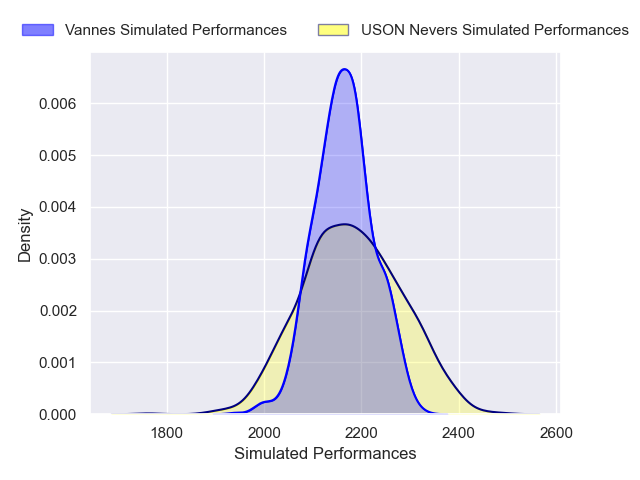 Vannes Simulated Performances USON Nevers Simulated Performances
0.006
0.005
0.004
0.003
0.002
0.001
0.000
Density
1800 2000 2200 2400 2600
Simulated Performances